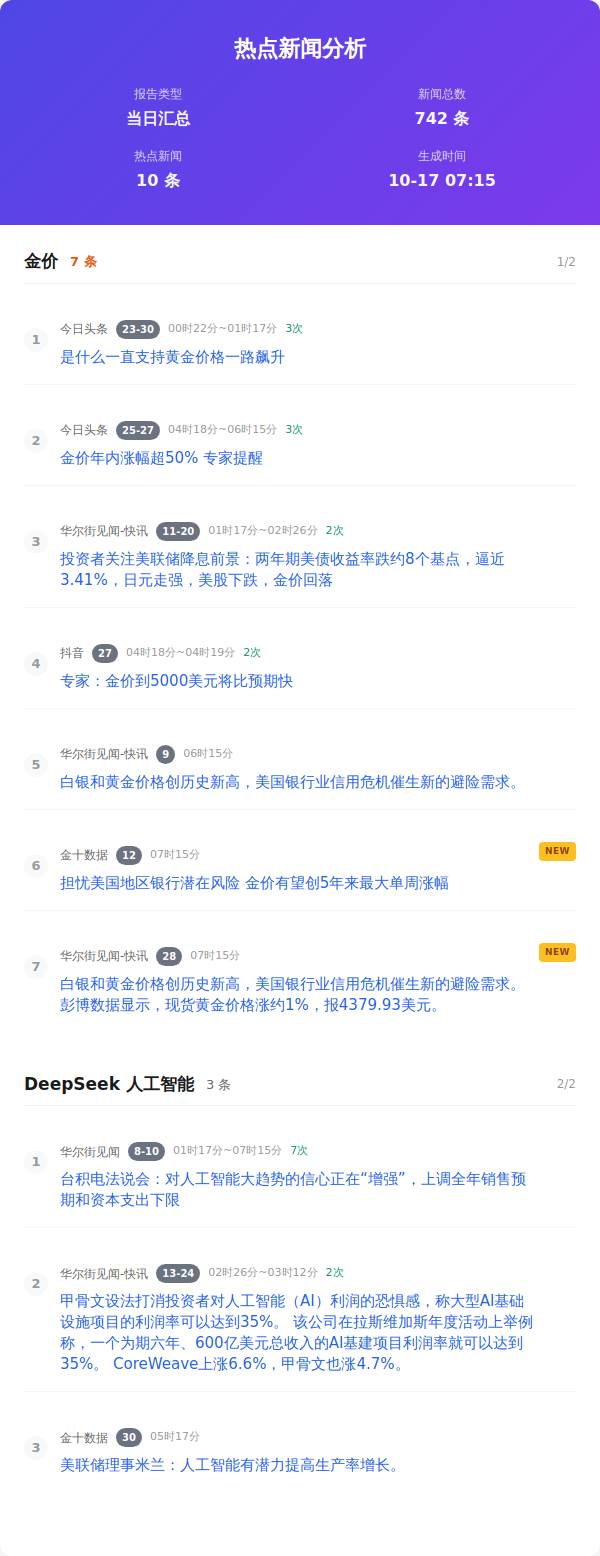 热点新闻分析
报告类型
新闻总数
当日汇总
742 条
热点新闻
生成时间
10 条
10-17 07:15
金价 7 条 1/2
1 今日头条 23-30 00时22分~01时17分 3次
是什么一直支持黄金价格一路飙升
2 今日头条 25-27 04时18分~06时15分 3次
金价年内涨幅超50% 专家提醒
3 华尔街见闻-快讯 11-20 01时17分~02时26分 2次
投资者关注美联储降息前景：两年期美债收益率跌约8个基点，逼近
3.41%，日元走强，美股下跌，金价回落
4 抖音 27 04时18分~04时19分 2次
专家：金价到5000美元将比预期快
5 华尔街见闻-快讯 9 06时15分
白银和黄金价格创历史新高，美国银行业信用危机催生新的避险需求。
6 金十数据 12 07时15分 NEW
担忧美国地区银行潜在风险 金价有望创5年来最大单周涨幅
7 华尔街见闻-快讯 28 07时15分 NEW
白银和黄金价格创历史新高，美国银行业信用危机催生新的避险需求。
彭博数据显示，现货黄金价格涨约1%，报4379.93美元。
DeepSeek 人工智能 3 条 2/2
1 华尔街见闻 8-10 01时17分~07时15分 7次
台积电法说会：对人工智能大趋势的信心正在“增强”，上调全年销售预
期和资本支出下限
2 华尔街见闻-快讯 13-24 02时26分~03时12分 2次
甲骨文设法打消投资者对人工智能（AI）利润的恐惧感，称大型AI基础
设施项目的利润率可以达到35%。 该公司在拉斯维加斯年度活动上举例
称，一个为期六年、600亿美元总收入的AI基建项目利润率就可以达到
35%。 CoreWeave上涨6.6%，甲骨文也涨4.7%。
3 金十数据 30 05时17分
美联储理事米兰：人工智能有潜力提高生产率增长。